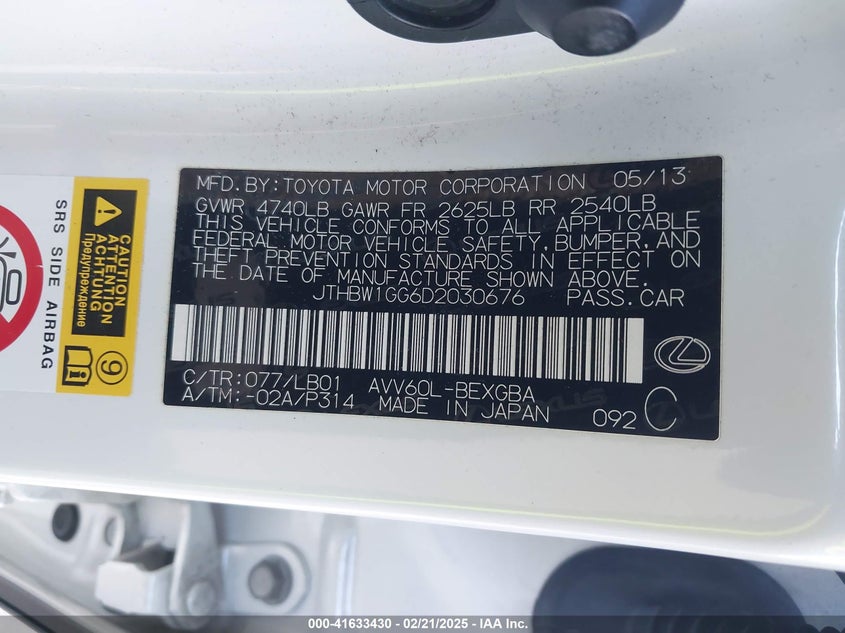 MFD.BY:TOYOTA MOTOR CORPORATION 05/13
GVWR 4740LB GAWR FR 2625LB RR 2540LB
THIS VEHICLE CONFORMS TO ALL APPLICABLE
FEDERAL MOTOR VEHICLE SAFETY,BUMPER,AND
THEFT PREVENTION STANDARDS IN EFFECT ON
THE DATE OF MANUFACTURE SHOWN ABOVE.
JTHBW1GG6D2030676 PASS.CAR
C/TR:077/LB01 AVV60L-BEXGBA
A/TM:-02A/P314 MADE IN JAPAN 092 C
SRS SIDE AIRBAG
CAUTION
ATTENTION
ACHTUNG
Предупреждение
9
000-41633430 - 02/21/2025 - IAA Inc.